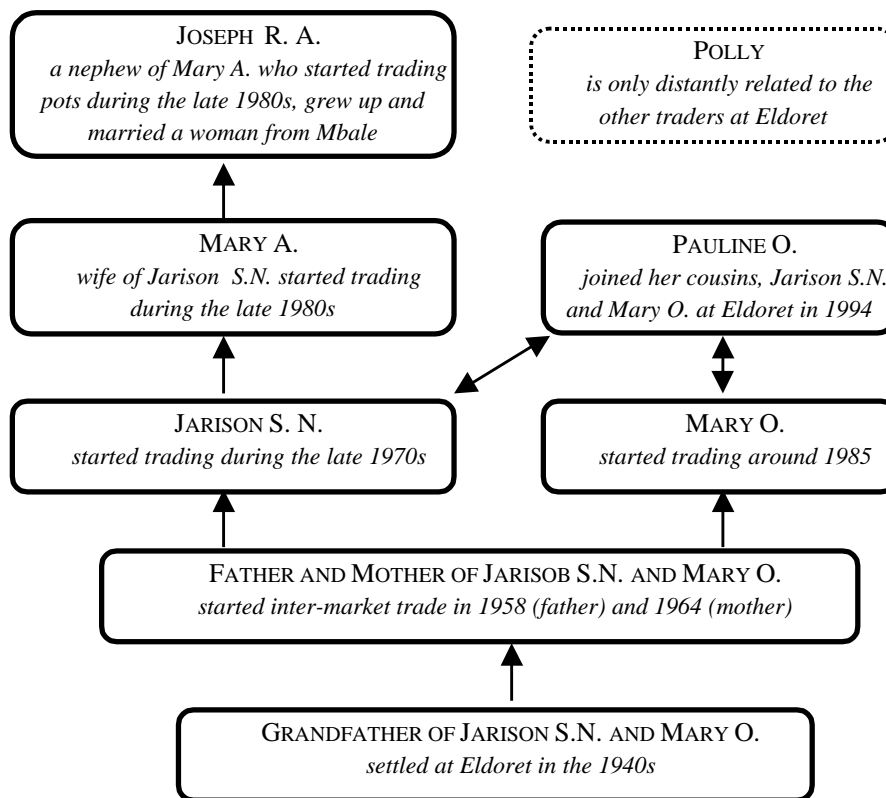 JOSEPH R. A.
a nephew of Mary A. who started trading
pots during the late 1980s, grew up and
married a woman from Mbale
POLLY
is only distantly related to the
other traders at Eldoret
MARY A.
wife of Jarison S.N. started trading
during the late 1980s
PAULINE O.
joined her cousins, Jarison S.N.
and Mary O. at Eldoret in 1994
JARISON S. N.
started trading during the late 1970s
MARY O.
started trading around 1985
FATHER AND MOTHER OF JARISOB S.N. AND MARY O.
started inter-market trade in 1958 (father) and 1964 (mother)
GRANDFATHER OF JARISON S.N. AND MARY O.
settled at Eldoret in the 1940s